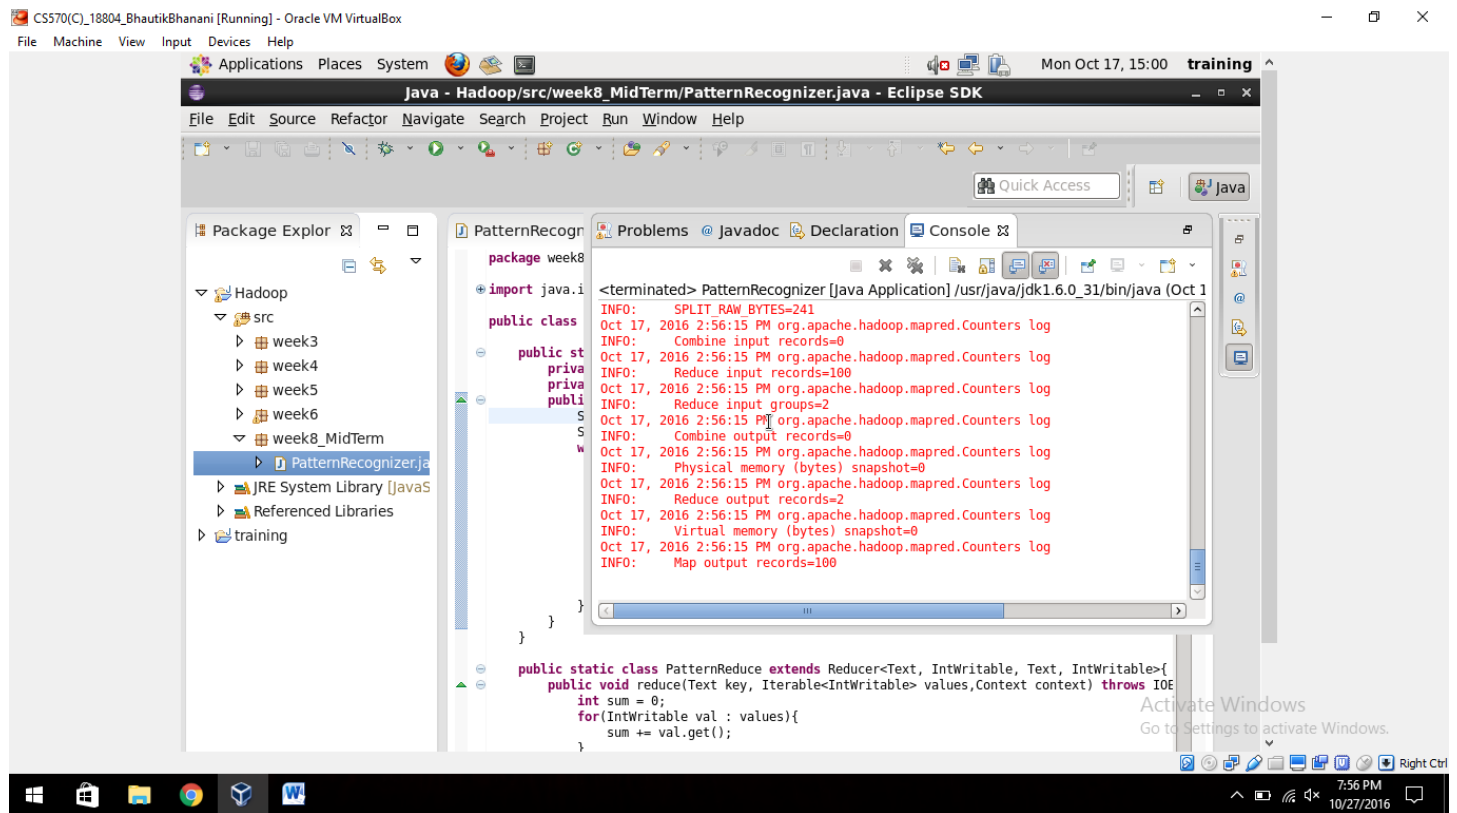 CS570(C)_18804_BhautikBhanani [Running] - Oracle VM VirtualBox
File Machine View Input Devices Help
Applications Places System
Mon Oct 17, 15:00 training
Java - Hadoop/src/week8_MidTerm/PatternRecognizer.java - Eclipse SDK
File Edit Source Refactor Navigate Search Project Run Window Help
Quick Access
Java
Package Explor
Hadoop
src
week3
week4
week5
week6
week8_MidTerm
PatternRecognizer.ja
JRE System Library [JavaS
Referenced Libraries
training
PatternRecogn
package week8
import java.i
public class
public st
priva
priva
publi
S
S
w
}
}
}
public static class PatternReduce extends Reducer<Text, IntWritable, Text, IntWritable>{
public void reduce(Text key, Iterable<IntWritable> values,Context context) throws IOE
int sum = 0;
for(IntWritable val : values){
sum += val.get();
}
Problems @ Javadoc Declaration Console
<terminated> PatternRecognizer [Java Application] /usr/java/jdk1.6.0_31/bin/java (Oct 1
INFO: SPLIT_RAW_BYTES=241
Oct 17, 2016 2:56:15 PM org.apache.hadoop.mapred.Counters log
INFO: Combine input records=0
Oct 17, 2016 2:56:15 PM org.apache.hadoop.mapred.Counters log
INFO: Reduce input records=100
Oct 17, 2016 2:56:15 PM org.apache.hadoop.mapred.Counters log
INFO: Reduce input groups=2
Oct 17, 2016 2:56:15 PM org.apache.hadoop.mapred.Counters log
INFO: Combine output records=0
Oct 17, 2016 2:56:15 PM org.apache.hadoop.mapred.Counters log
INFO: Physical memory (bytes) snapshot=0
Oct 17, 2016 2:56:15 PM org.apache.hadoop.mapred.Counters log
INFO: Reduce output records=2
Oct 17, 2016 2:56:15 PM org.apache.hadoop.mapred.Counters log
INFO: Virtual memory (bytes) snapshot=0
Oct 17, 2016 2:56:15 PM org.apache.hadoop.mapred.Counters log
INFO: Map output records=100
Activate Windows
Go to Settings to activate Windows.
Right Ctrl
7:56 PM
10/27/2016